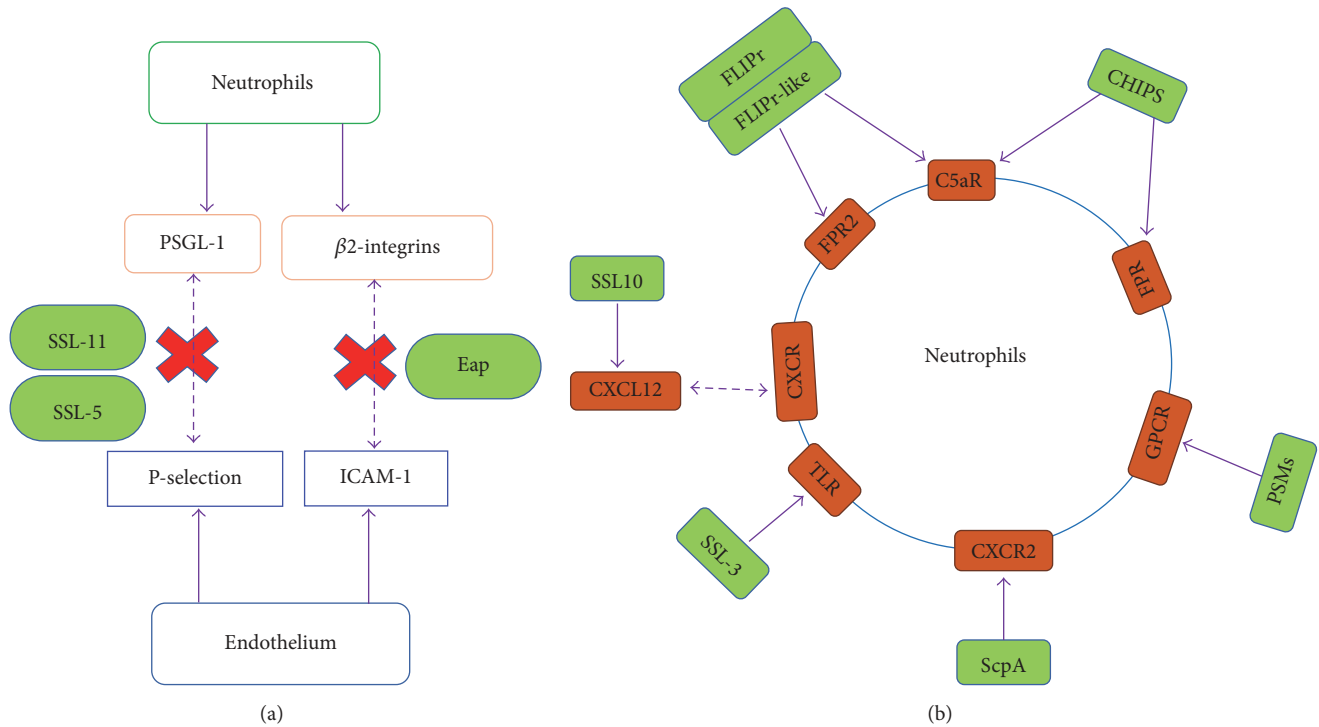 Neutrophils
PSGL-1
β2-integrins
SSL-11
SSL-5
Eap
P-selection
ICAM-1
Endothelium
(a)
FLIPr
FLIPr-like
CHIPS
C5aR
FPR2
FPR
SSL10
CXCL12
CXCR
Neutrophils
GPCR
TLR
PSMs
SSL-3
CXCR2
ScpA
(b)